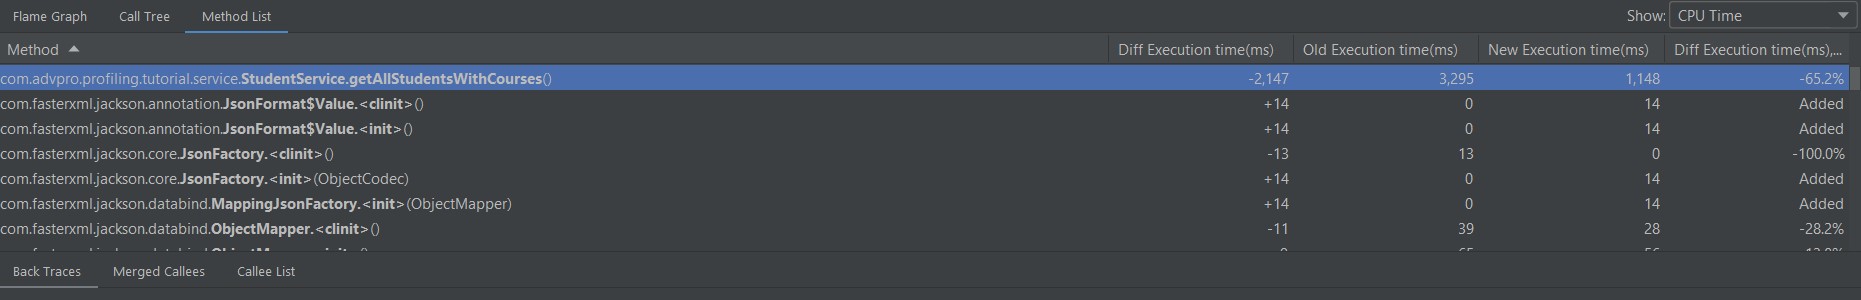 Flame Graph Call Tree Method List Show: CPU Time
Method Diff Execution time(ms) Old Execution time(ms) New Execution time(ms) Diff Execution time(ms),...
com.advpro.profiling.tutorial.service.StudentService.getAllStudentsWithCourses() -2,147 3,295 1,148 -65.2%
com.fasterxml.jackson.annotation.JsonFormat$Value.<clinit>() +14 0 14 Added
com.fasterxml.jackson.annotation.JsonFormat$Value.<init>() +14 0 14 Added
com.fasterxml.jackson.core.JsonFactory.<clinit>() -13 13 0 -100.0%
com.fasterxml.jackson.core.JsonFactory.<init>(ObjectCodec) +14 0 14 Added
com.fasterxml.jackson.databind.MappingJsonFactory.<init>(ObjectMapper) +14 0 14 Added
com.fasterxml.jackson.databind.ObjectMapper.<clinit>() -11 39 28 -28.2%
Back Traces Merged Callees Callee List